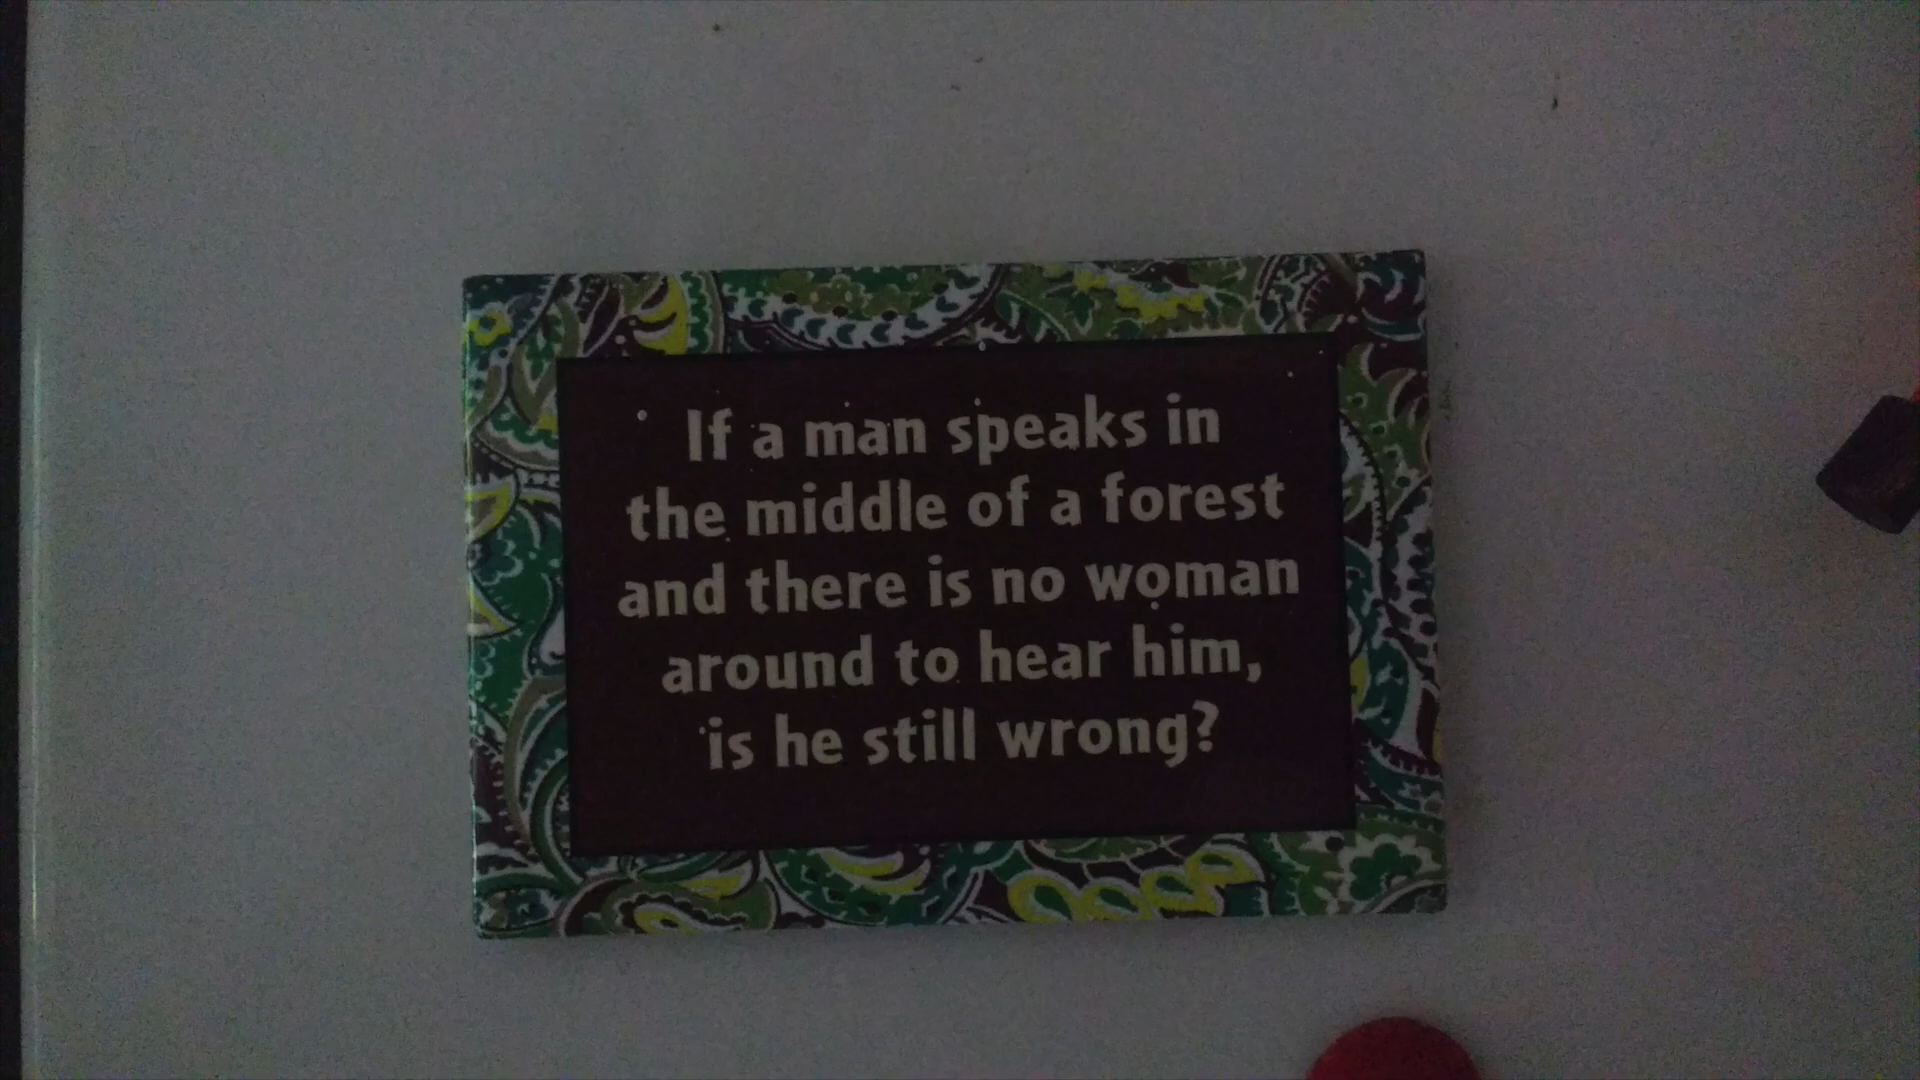 If a man speaks in
the middle of a forest
and there is no woman
around to hear him,
is he still wrong?